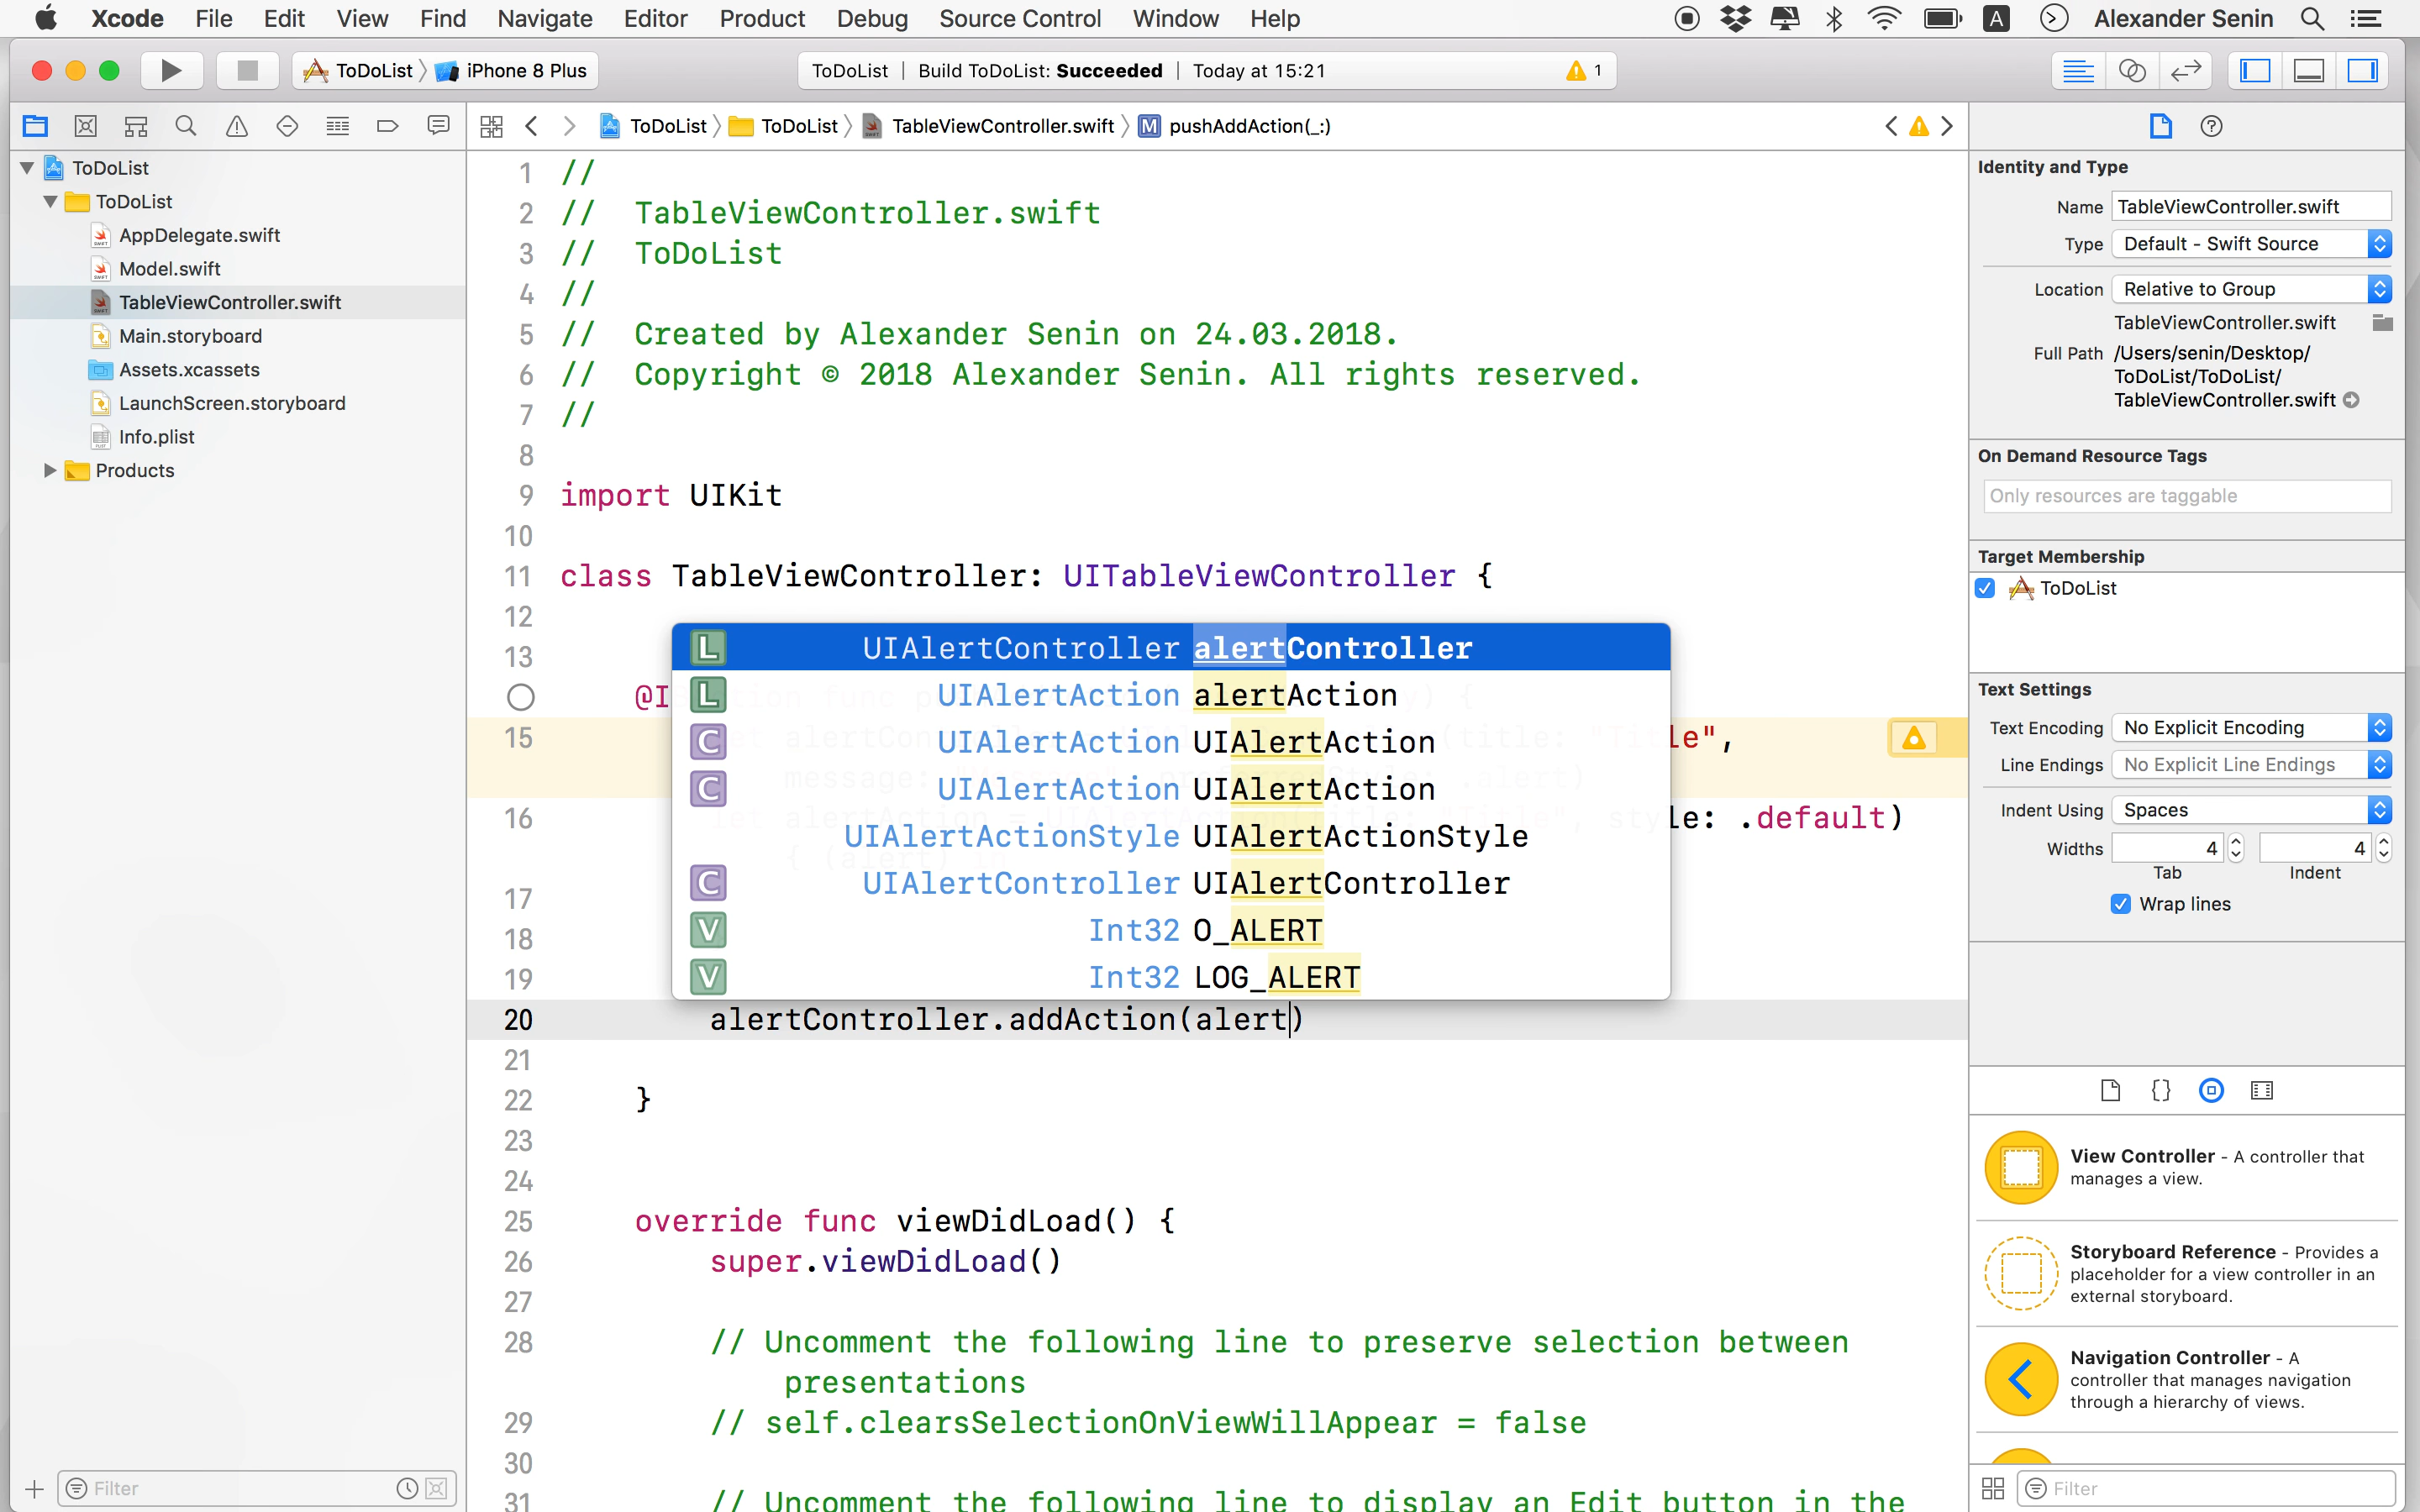 Xcode File Edit View Find Navigate Editor Product Debug Source Control Window Help A Alexander Senin
ToDoList iPhone 8 Plus ToDoList | Build ToDoList: Succeeded | Today at 15:21 1
ToDoList ToDoList TableViewController.swift M pushAddAction(_:)
ToDoList
ToDoList
AppDelegate.swift
Model.swift
TableViewController.swift
Main.storyboard
Assets.xcassets
LaunchScreen.storyboard
Info.plist
Products
Filter
1 //
2 // TableViewController.swift
3 // ToDoList
4 //
5 // Created by Alexander Senin on 24.03.2018.
6 // Copyright © 2018 Alexander Senin. All rights reserved.
7 //
8
9 import UIKit
10
11 class TableViewController: UITableViewController {
12
13
@I
15 le",
16 le: .default)
17
18
19
L UIAlertController alertController
L UIAlertAction alertAction
C UIAlertAction UIAlertAction
C UIAlertAction UIAlertAction
UIAlertActionStyle UIAlertActionStyle
C UIAlertController UIAlertController
V Int32 O_ALERT
V Int32 LOG_ALERT
20 alertController.addAction(alert)
21
22 }
23
24
25 override func viewDidLoad() {
26 super.viewDidLoad()
27
28 // Uncomment the following line to preserve selection between
presentations
29 // self.clearsSelectionOnViewWillAppear = false
30
31 // Uncomment the following line to display an Edit button in the
Identity and Type
Name TableViewController.swift
Type Default - Swift Source
Location Relative to Group
TableViewController.swift
Full Path /Users/senin/Desktop/
ToDoList/ToDoList/
TableViewController.swift
On Demand Resource Tags
Only resources are taggable
Target Membership
ToDoList
Text Settings
Text Encoding No Explicit Encoding
Line Endings No Explicit Line Endings
Indent Using Spaces
Widths 4 4
Tab Indent
Wrap lines
{}
View Controller - A controller that
manages a view.
Storyboard Reference - Provides a
placeholder for a view controller in an
external storyboard.
Navigation Controller - A
controller that manages navigation
through a hierarchy of views.
Filter